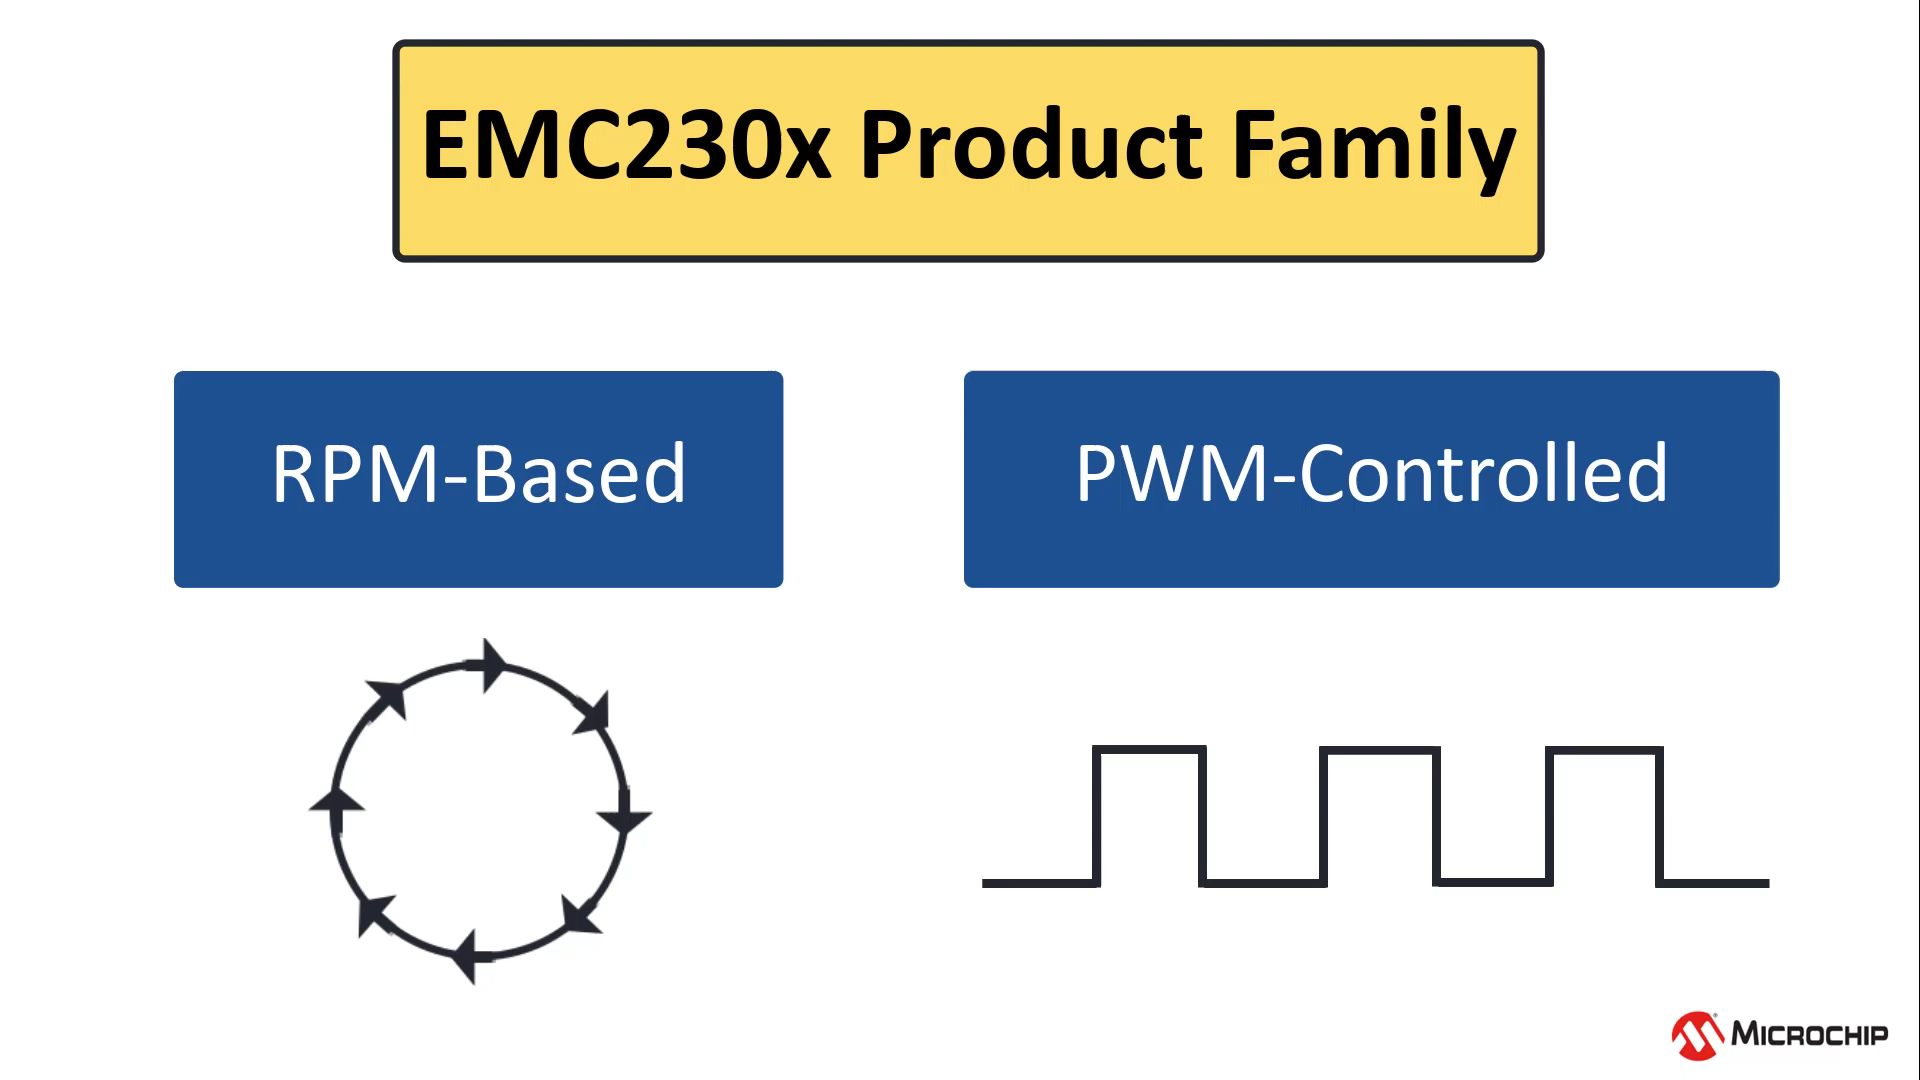 EMC230x Product Family
RPM-Based
PWM-Controlled
MICROCHIP